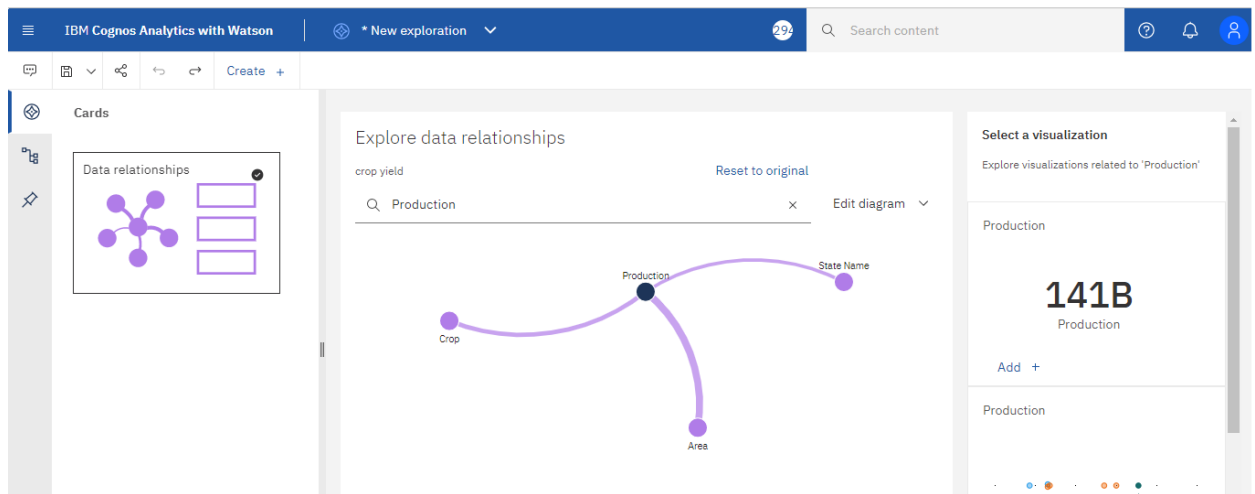 IBM Cognos Analytics with Watson
* New exploration
294
Search content
Create +
Cards
Data relationships
Explore data relationships
crop yield
Reset to original
Production
Edit diagram
Production
State Name
Crop
Area
Select a visualization
Explore visualizations related to 'Production'
Production
141B
Production
Add +
Production